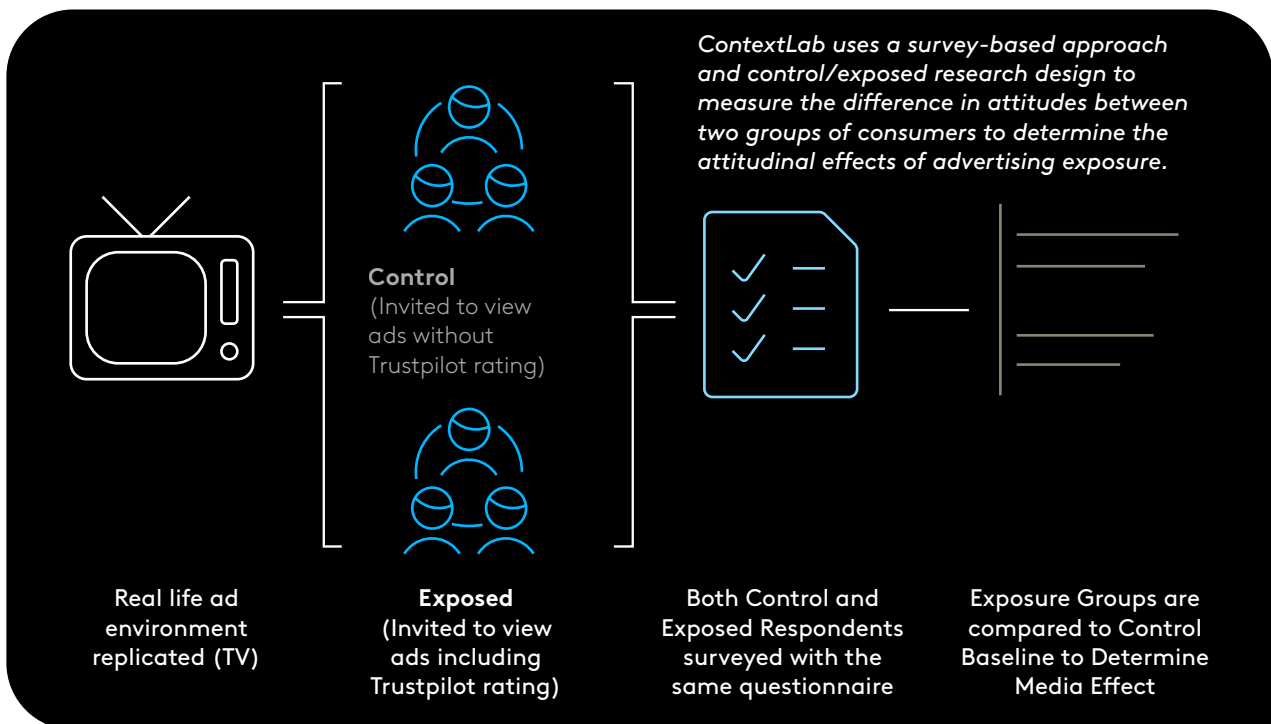 ContextLab uses a survey-based approach
and control/exposed research design to
measure the difference in attitudes between
two groups of consumers to determine the
attitudinal effects of advertising exposure.
Control
(Invited to view
ads without
Trustpilot rating)
Real life ad
environment
replicated (TV)
Exposed
(Invited to view
ads including
Trustpilot rating)
Both Control and
Exposed Respondents
surveyed with the
same questionnaire
Exposure Groups are
compared to Control
Baseline to Determine
Media Effect